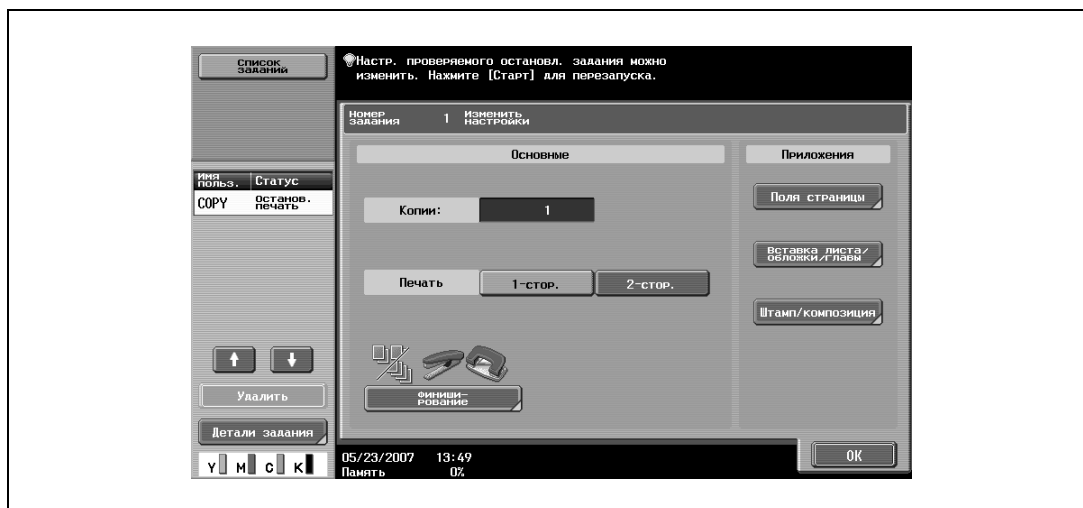 Список
заданий
Настр. проверяемого остановл. задания можно
изменить. Нажмите [Старт] для перезапуска.
Номер
задания
1
Изменить
настройки
Имя
польз.
Статус
COPY
Останов.
печать
Основные
Копии:
1
Печать
1-стор.
2-стор.
Финиши-
рование
Приложения
Поля страницы
Вставка листа/
обложки/главы
Штамп/композиция
Удалить
Детали задания
Y M C K
05/23/2007 13:49
Память 0%
OK